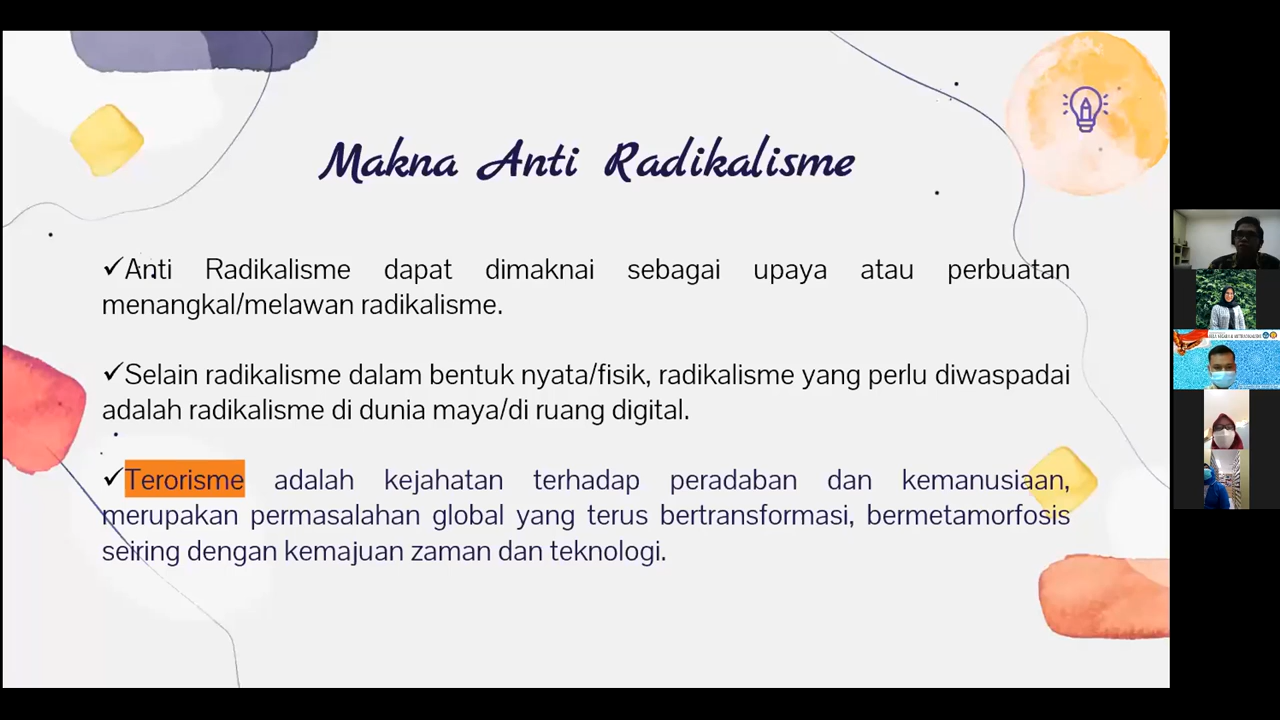 Makna Anti Radikalisme
✓Anti Radikalisme dapat dimaknai sebagai upaya atau perbuatan
menangkal/melawan radikalisme.
✓Selain radikalisme dalam bentuk nyata/fisik, radikalisme yang perlu diwaspadai
adalah radikalisme di dunia maya/di ruang digital.
✓Terorisme adalah kejahatan terhadap peradaban dan kemanusiaan,
merupakan permasalahan global yang terus bertransformasi, bermetamorfosis
seiring dengan kemajuan zaman dan teknologi.